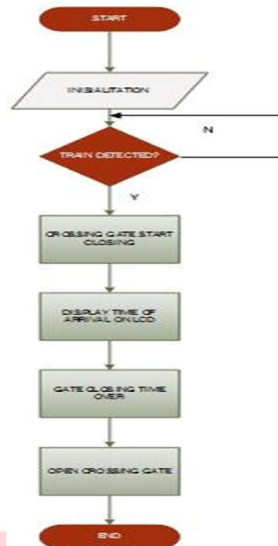 START
INISIALITATION
N
TRAIN DETECTED?
Y
CROSSING GATE START
CLOSING
DISPLAY TIME OF
ARRIVAL ON LCD
GATE CLOSING TIME
OVER
OPEN CROSSING GATE
END